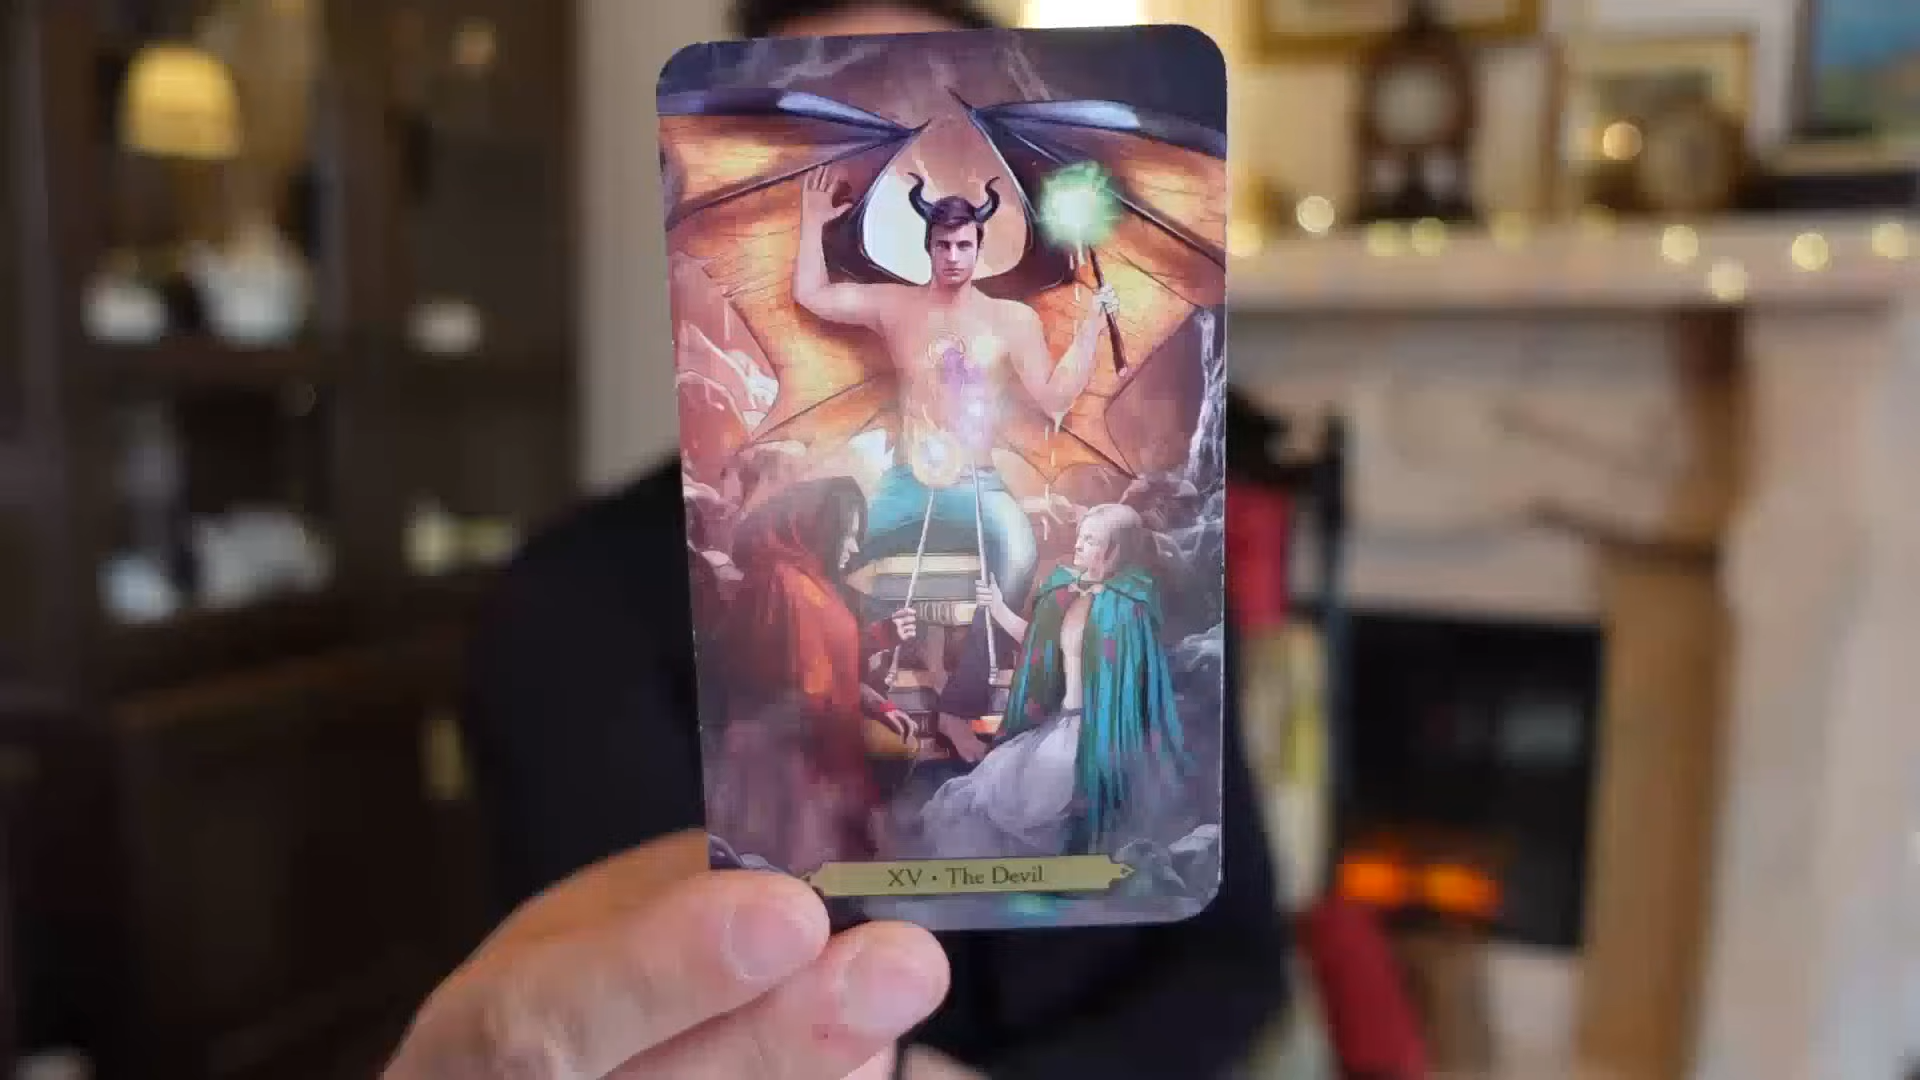 XV • The Devil